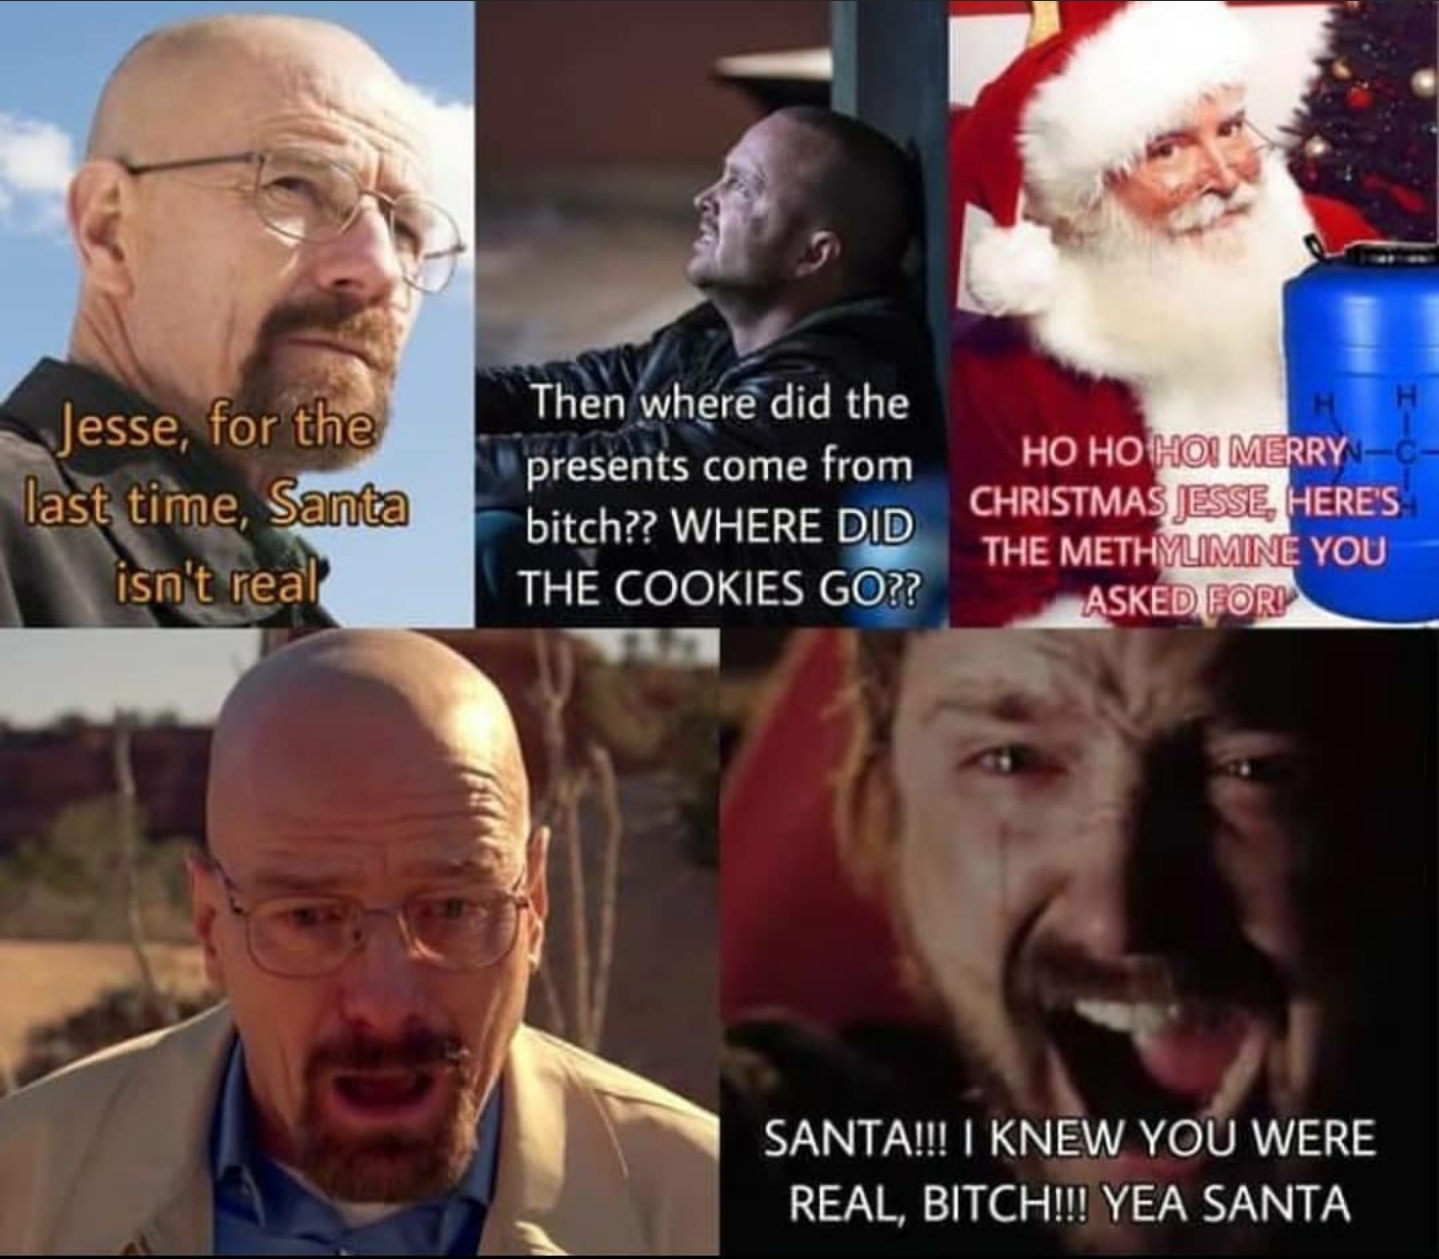 Jesse, for the
last time, Santa
isn't real
Then where did the
presents come from
bitch?? WHERE DID
THE COOKIES GO??
HO HO HO! MERRY
CHRISTMAS JESSE, HERE'S
THE METHYLIMINE YOU
ASKED FOR!
H H
N-C-
H
SANTA!!! I KNEW YOU WERE
REAL, BITCH!!! YEA SANTA